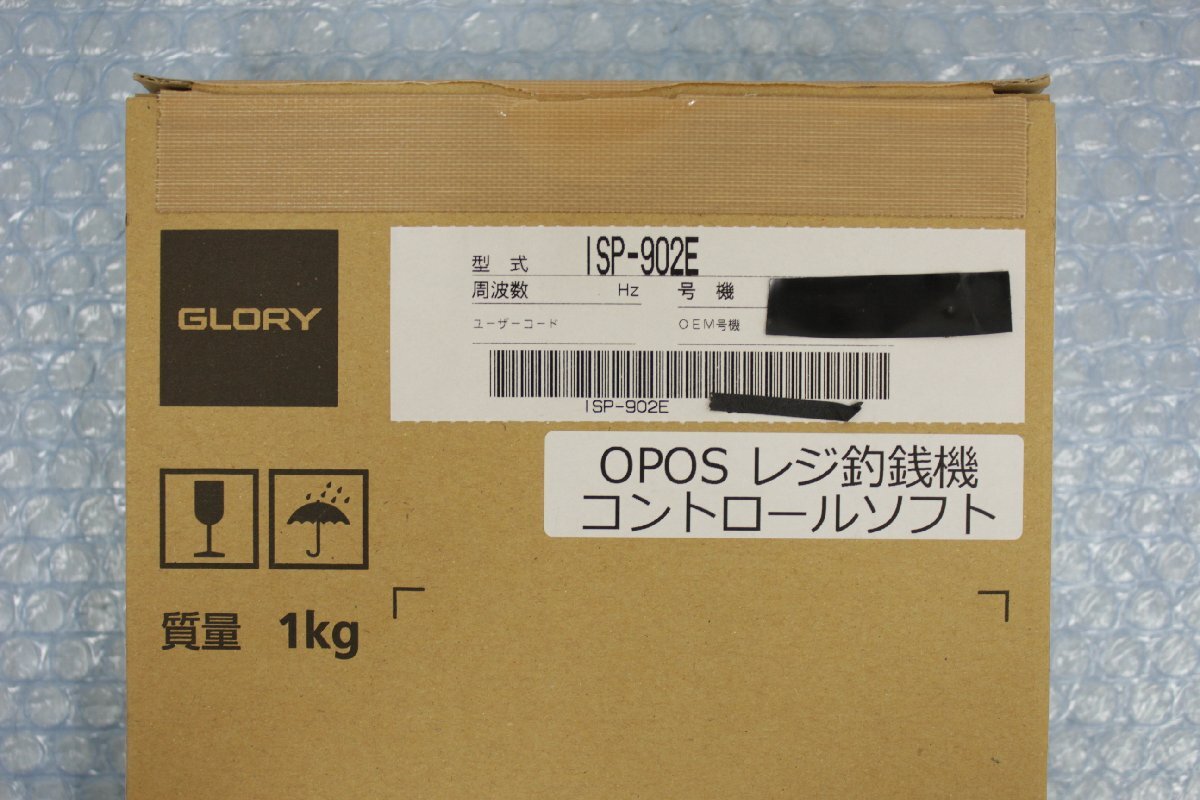 GLORY
型式 ISP-902E
周波数 Hz 号機
ユーザーコード OEM号機
ISP-902E
OPOS レジ釣銭機
コントロールソフト
質量 1kg